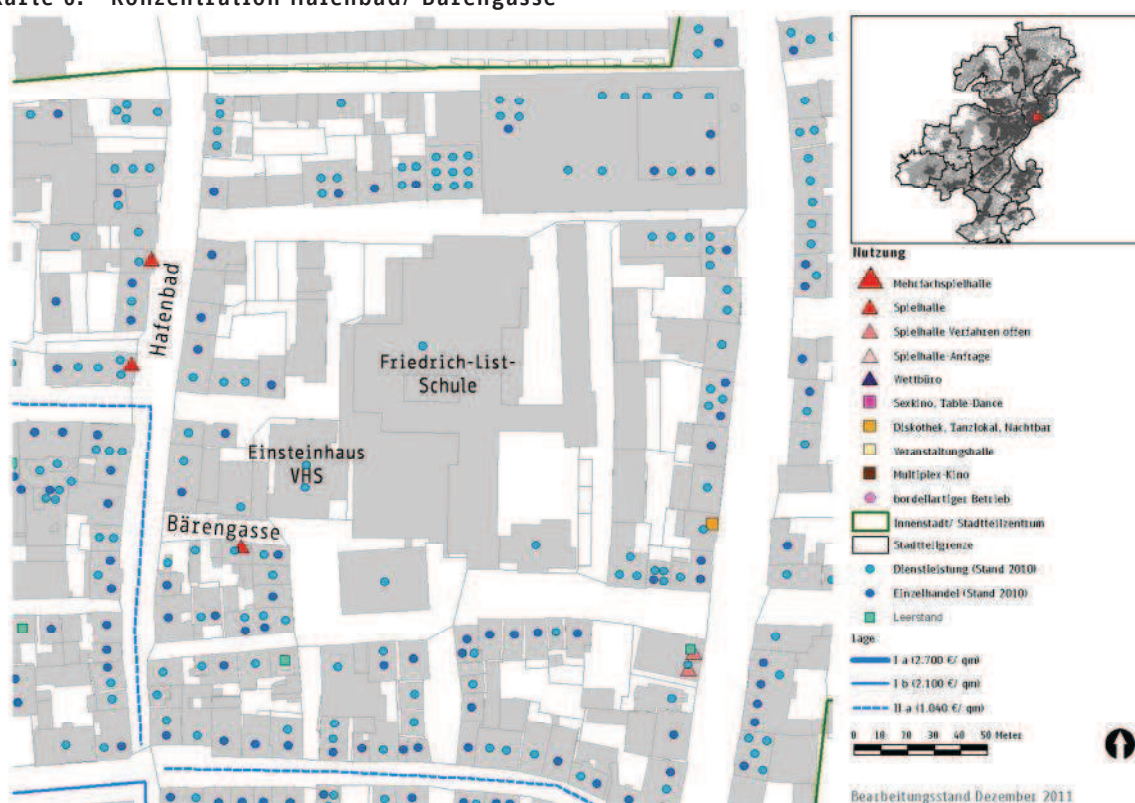 Karte 6: Konzentration Hafenbad/ Bärengasse
Hafenbad
Friedrich-List-
Schule
Einsteinhaus
VHS
Bärengasse
Nutzung
Mehrfachspielhalle
Spielhalle
Spielhalle Verfahren offen
Spielhalle-Anfrage
Wettbüro
Sexkino, Table-Dance
Diskothek, Tanzlokal, Nachtbar
Veranstaltungshalle
Multiplex-Kino
bordellartiger Betrieb
Innenstadt/ Stadtteilzentrum
Stadtteilgrenze
Dienstleistung (Stand 2010)
Einzelhandel (Stand 2010)
Leerstand
Lage
I a (2.700 €/ qm)
I b (2.100 €/ qm)
II a (1.040 €/ qm)
0 10 20 30 40 50 Meter
Bearbeitungsstand Dezember 2011